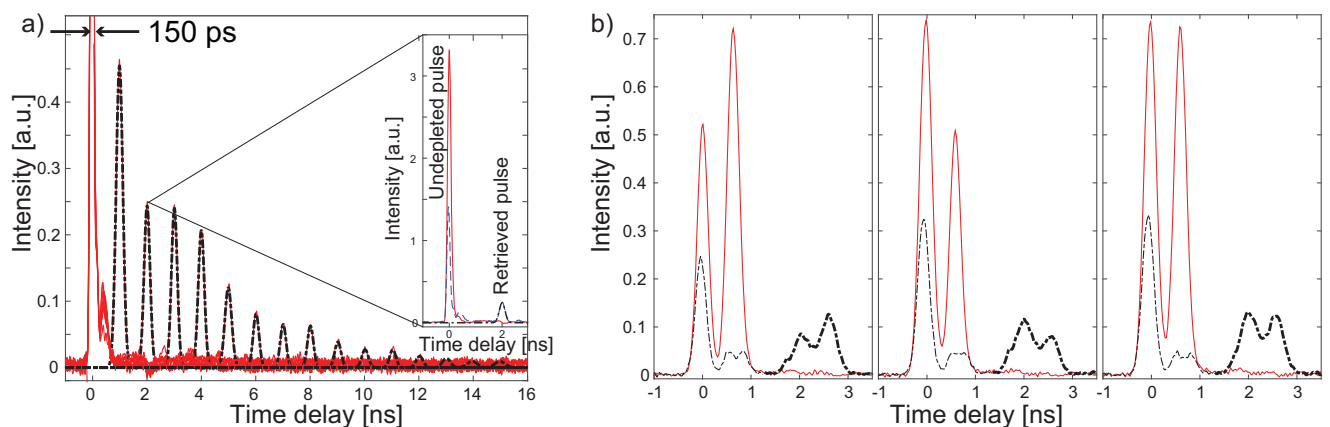 a)
150 ps
Intensity [a.u.]
0.4
0.3
0.2
0.1
0
0 2 4 6 8 10 12 14 16
Time delay [ns]
Undepleted pulse
Retrieved pulse
Intensity [a.u.]
3
2
1
0
0 2
Time delay [ns]
b)
Intensity [a.u.]
0.7
0.6
0.5
0.4
0.3
0.2
0.1
0
-1 0 1 2 3 -1 0 1 2 3 -1 0 1 2 3
Time delay [ns]